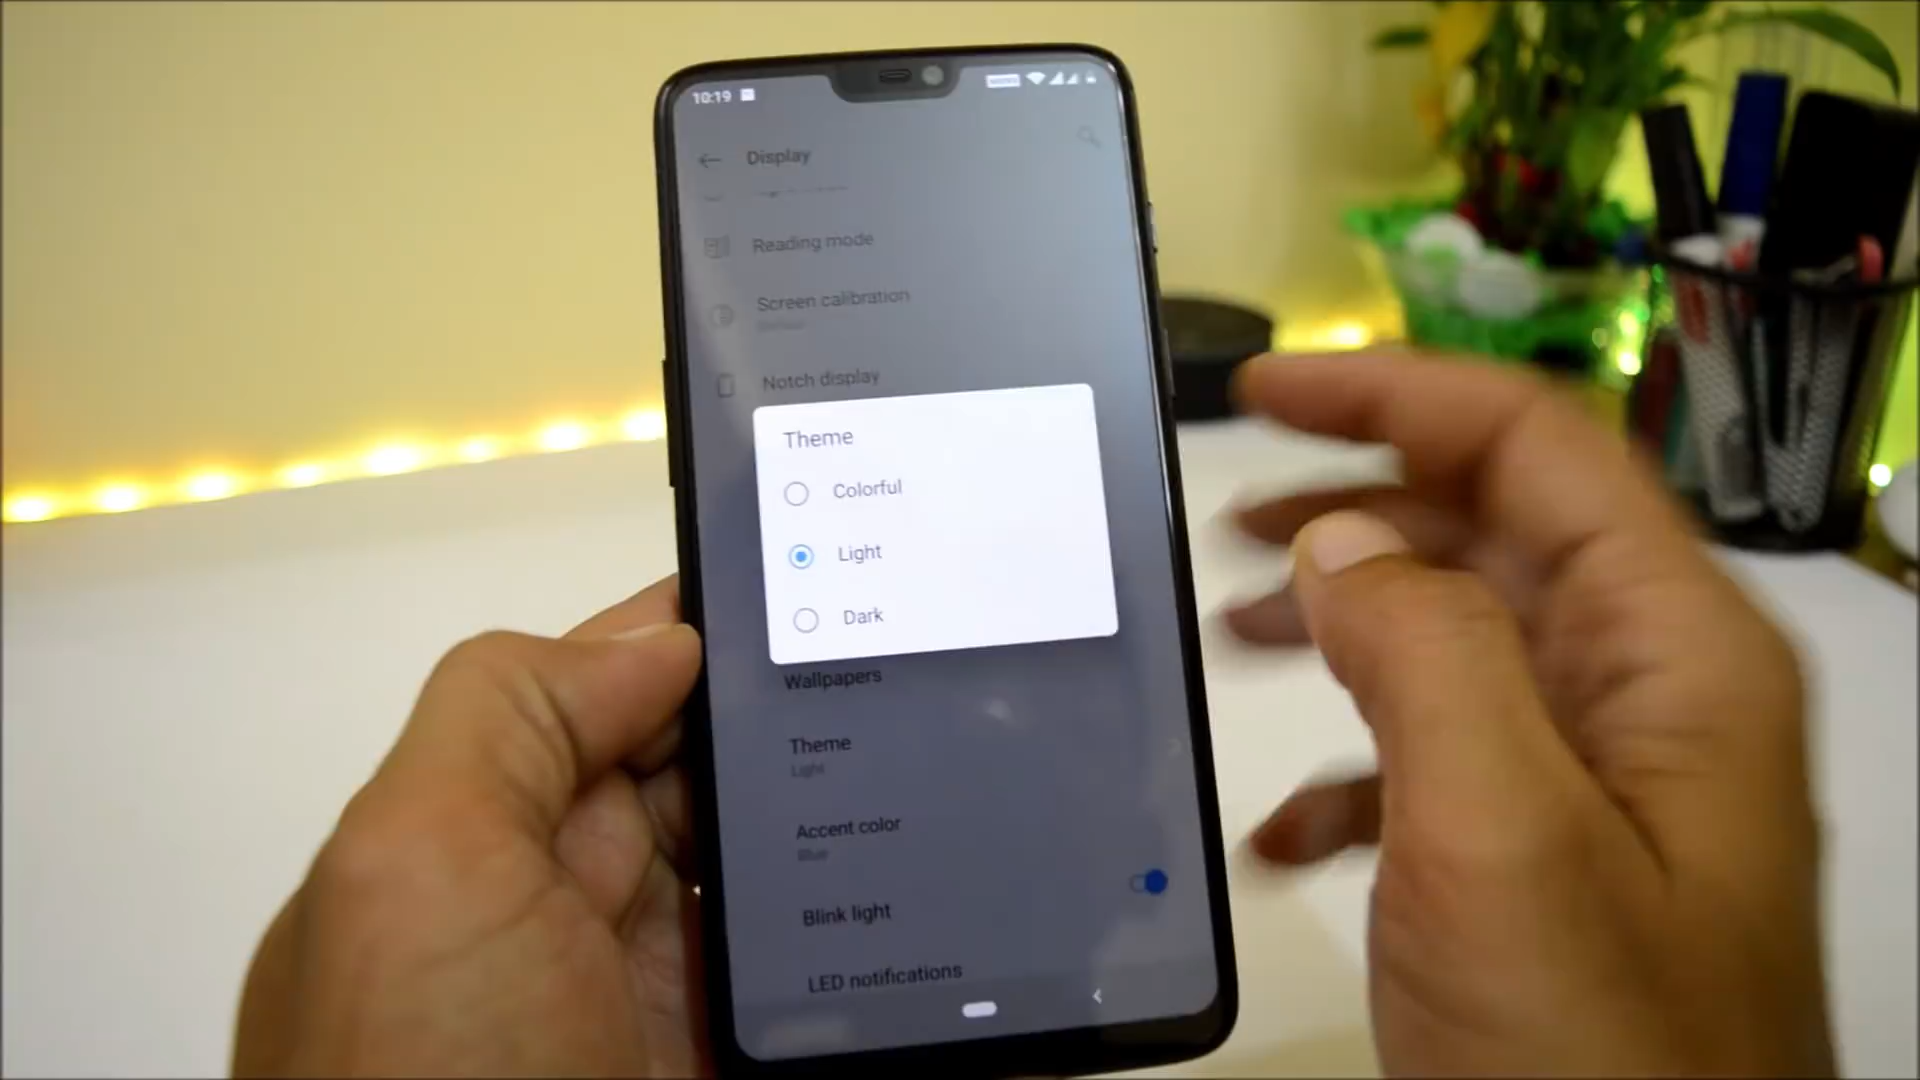 10:19
Display
Reading mode
Screen calibration
Notch display
Theme
Colorful
Light
Dark
Wallpapers
Theme
Light
Accent color
Blue
Blink light
LED notifications